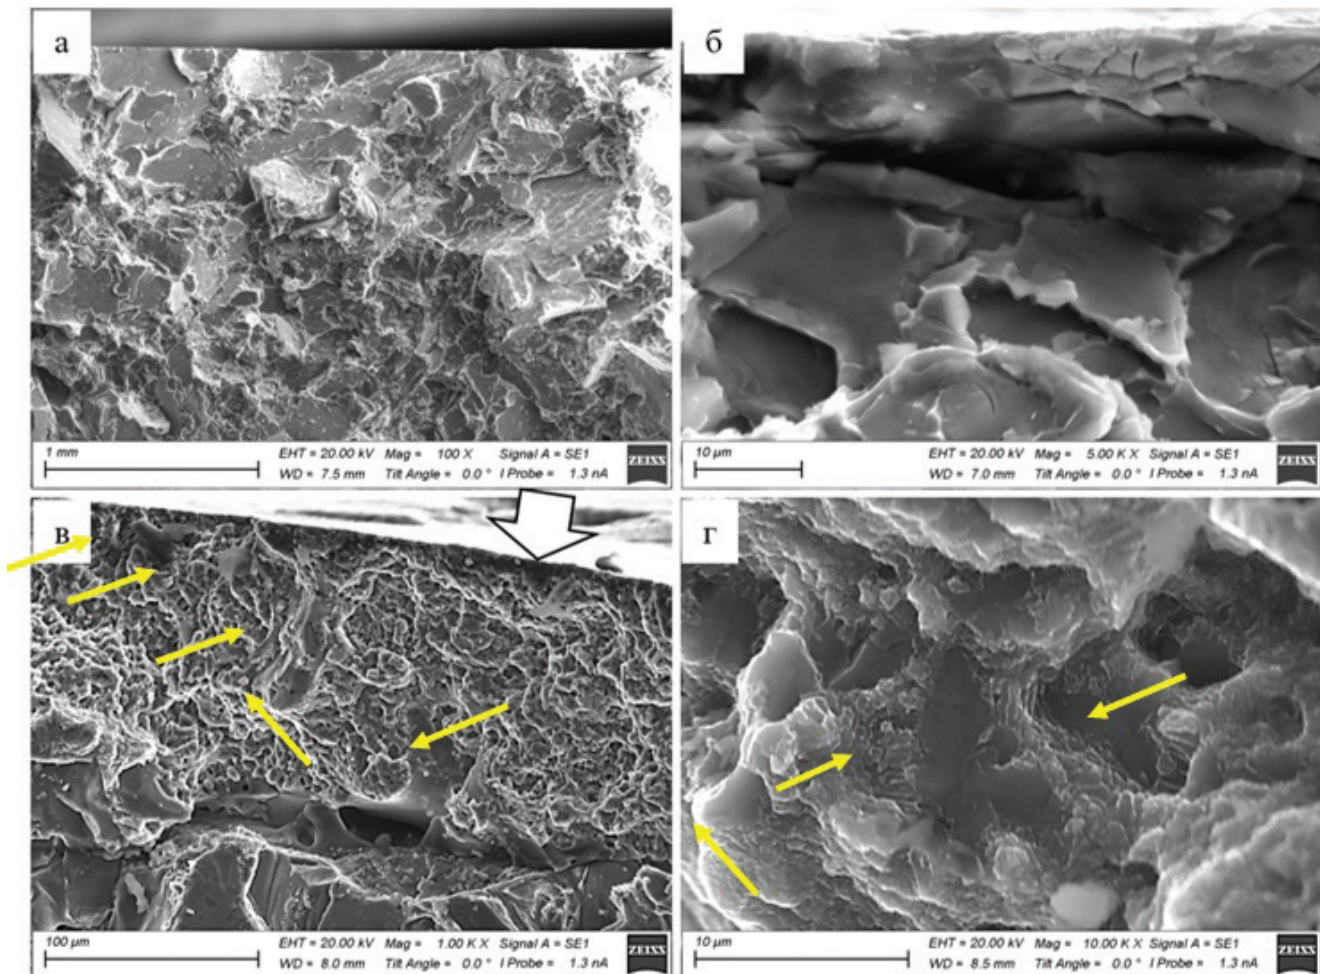 а
1 mm
EHT = 20.00 kV Mag = 100 X Signal A = SE1
WD = 7.5 mm Tilt Angle = 0.0 ° I Probe = 1.3 nA
ZEISS
б
10 µm
EHT = 20.00 kV Mag = 5.00 K X Signal A = SE1
WD = 7.0 mm Tilt Angle = 0.0 ° I Probe = 1.3 nA
ZEISS
в
100 µm
EHT = 20.00 kV Mag = 1.00 K X Signal A = SE1
WD = 8.0 mm Tilt Angle = 0.0 ° I Probe = 1.3 nA
ZEISS
г
10 µm
EHT = 20.00 kV Mag = 10.00 K X Signal A = SE1
WD = 8.5 mm Tilt Angle = 0.0 ° I Probe = 1.3 nA
ZEISS